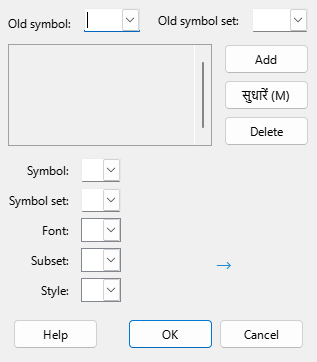 Old symbol: Old symbol set:
Add
सुधारें (M)
Delete
Symbol:
Symbol set:
Font:
Subset:
Style:
Help OK Cancel